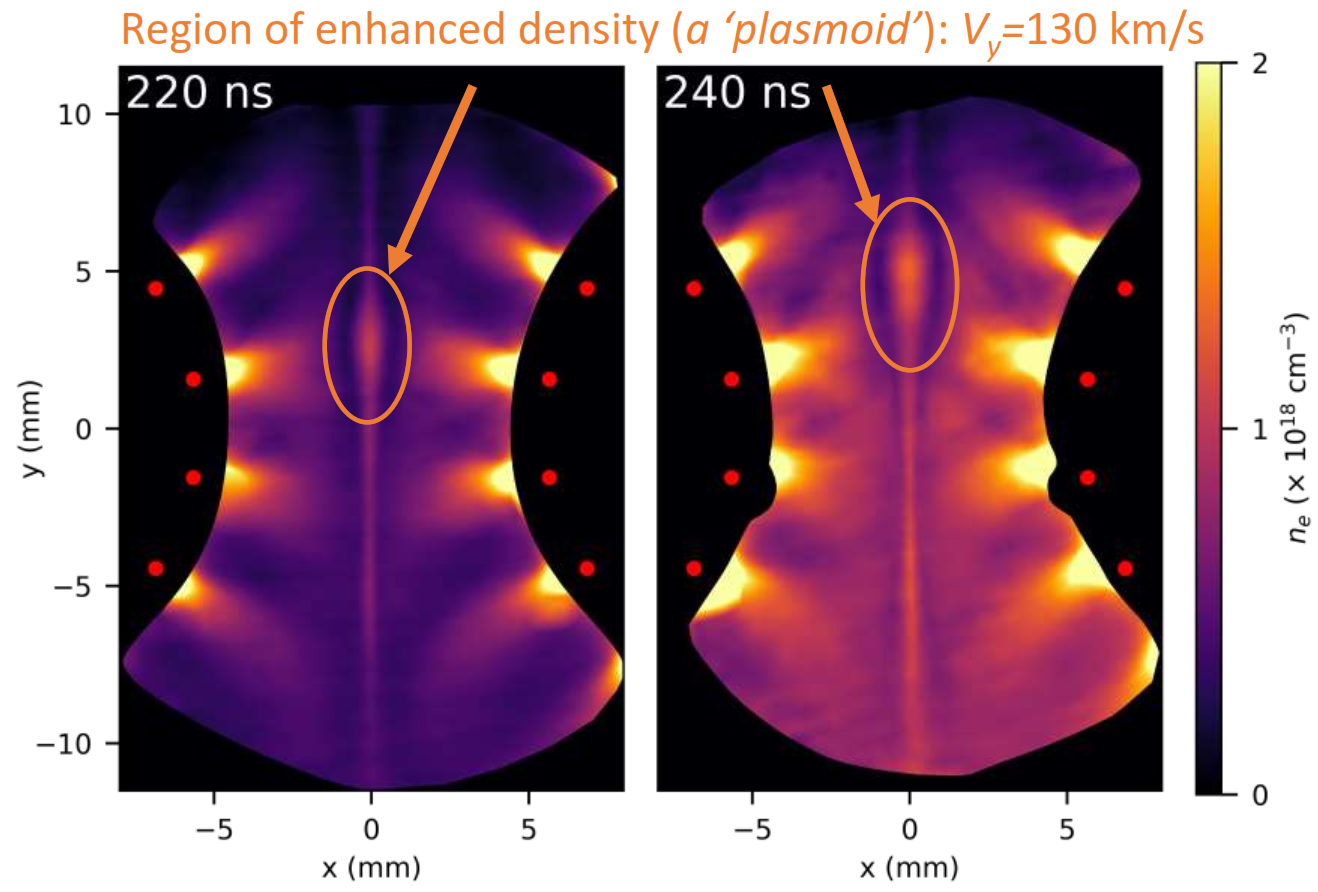 Region of enhanced density (a ‘plasmoid’): Vy=130 km/s
220 ns
240 ns
10
5
0
−5
−10
y (mm)
−5
0
5
x (mm)
−5
0
5
x (mm)
2
1
0
ne (× 10^18 cm^−3)